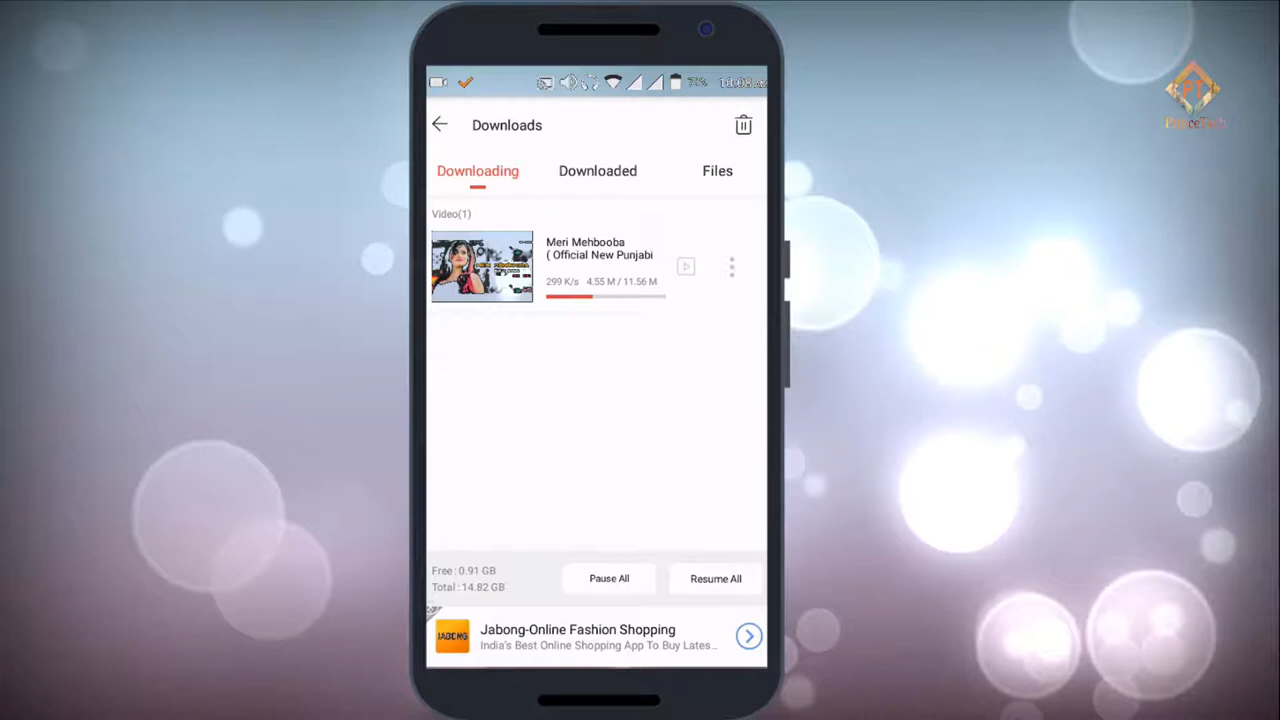 Downloads
Downloading Downloaded Files
Video(1)
Meri Mehbooba
( Official New Punjabi
299 K/s 4.55 M / 11.56 M
Free : 0.91 GB
Total : 14.82 GB
Pause All
Resume All
JABONG
Jabong-Online Fashion Shopping
India's Best Online Shopping App To Buy Lates...
PT